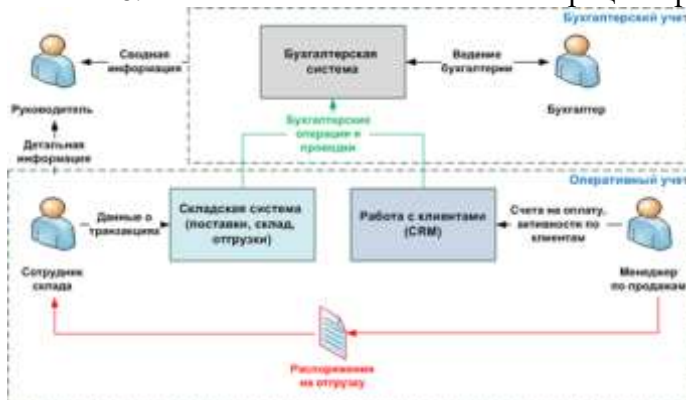 Бухгалтерский учет
Сводная
информация
Бухгалтерская
система
Ведение
бухгалтерии
Руководитель
Бухгалтер
Бухгалтерские
операции и
проводки
Детальная
информация
Оперативный учет
Данные о
транзакциях
Складская система
(поставки, склад,
отгрузки)
Работа с клиентами
(CRM)
Счета на оплату,
активности по
клиентам
Сотрудник
склада
Менеджер
по продажам
Распоряжения
на отгрузку